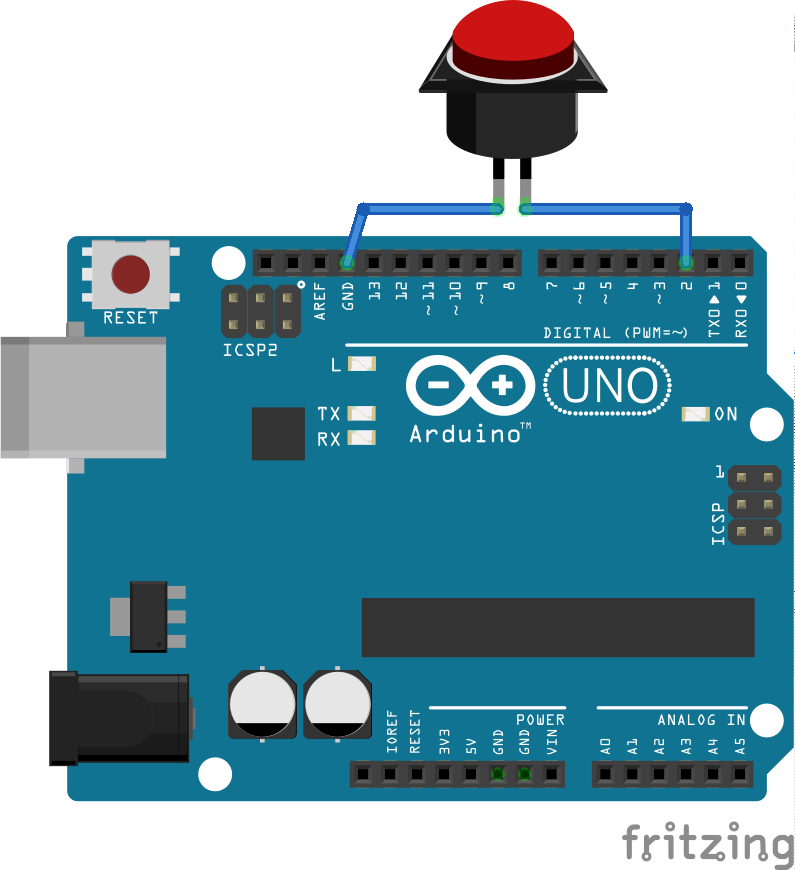 RESET
ICSP2
AREF
GND
13
12
~11
~10
~9
8
7
~6
~5
4
~3
2
TX0▶1
RX0◀0
DIGITAL (PWM=~)
L
TX
RX
UNO
Arduino™
ON
1
ICSP
IOREF
RESET
3V3
5V
GND
GND
VIN
POWER
A0
A1
A2
A3
A4
A5
ANALOG IN
fritzing